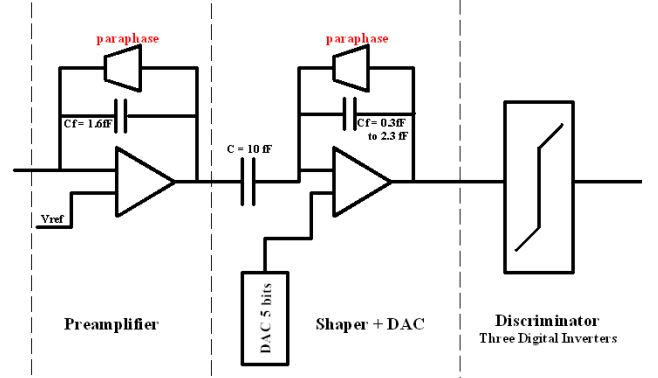 paraphase
Cf = 1.6fF
Vref
Preamplifier
C = 10 fF
paraphase
Cf = 0.3fF
to 2.3 fF
DAC 5 bits
Shaper + DAC
Discriminator
Three Digital Inverters